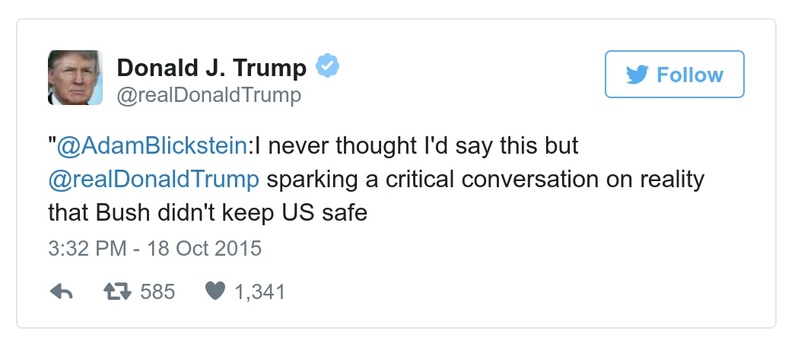 Donald J. Trump
@realDonaldTrump
Follow
"@AdamBlickstein:I never thought I'd say this but
@realDonaldTrump sparking a critical conversation on reality
that Bush didn't keep US safe
3:32 PM - 18 Oct 2015
585 1,341